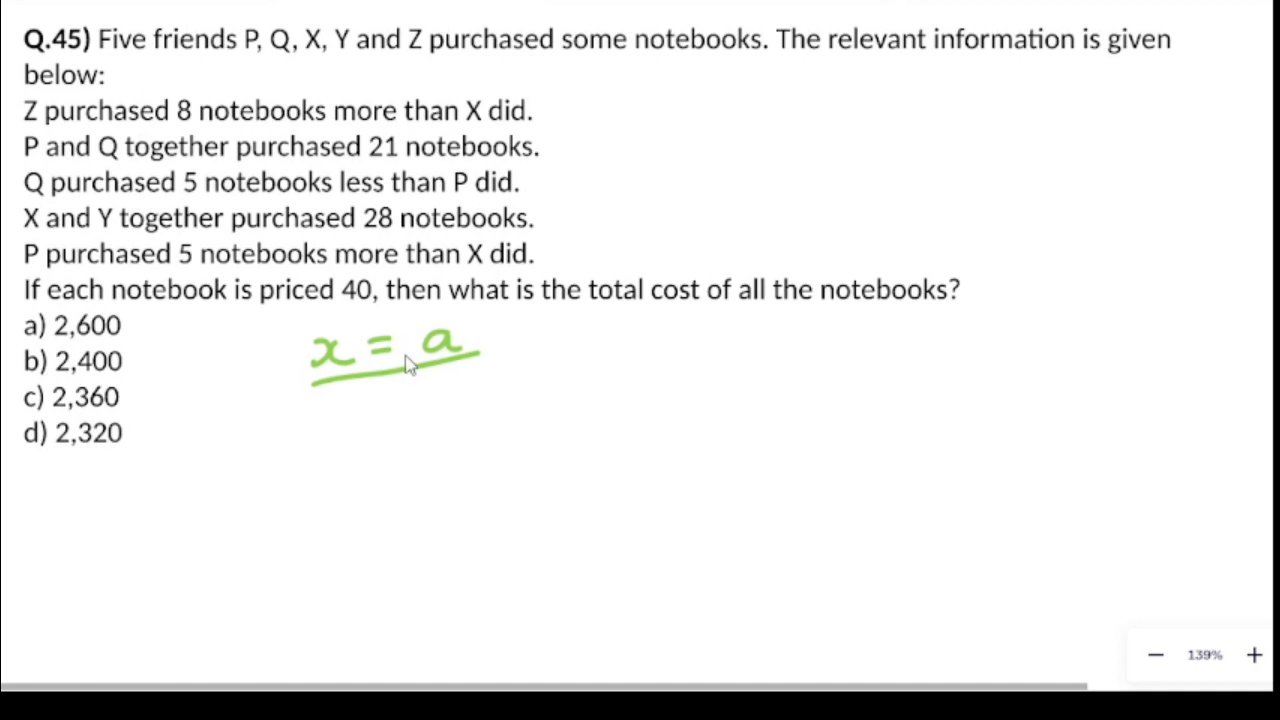 Q.45) Five friends P, Q, X, Y and Z purchased some notebooks. The relevant information is given
below:
Z purchased 8 notebooks more than X did.
P and Q together purchased 21 notebooks.
Q purchased 5 notebooks less than P did.
X and Y together purchased 28 notebooks.
P purchased 5 notebooks more than X did.
If each notebook is priced 40, then what is the total cost of all the notebooks?
a) 2,600
b) 2,400
c) 2,360
d) 2,320
x = a
− 139% +